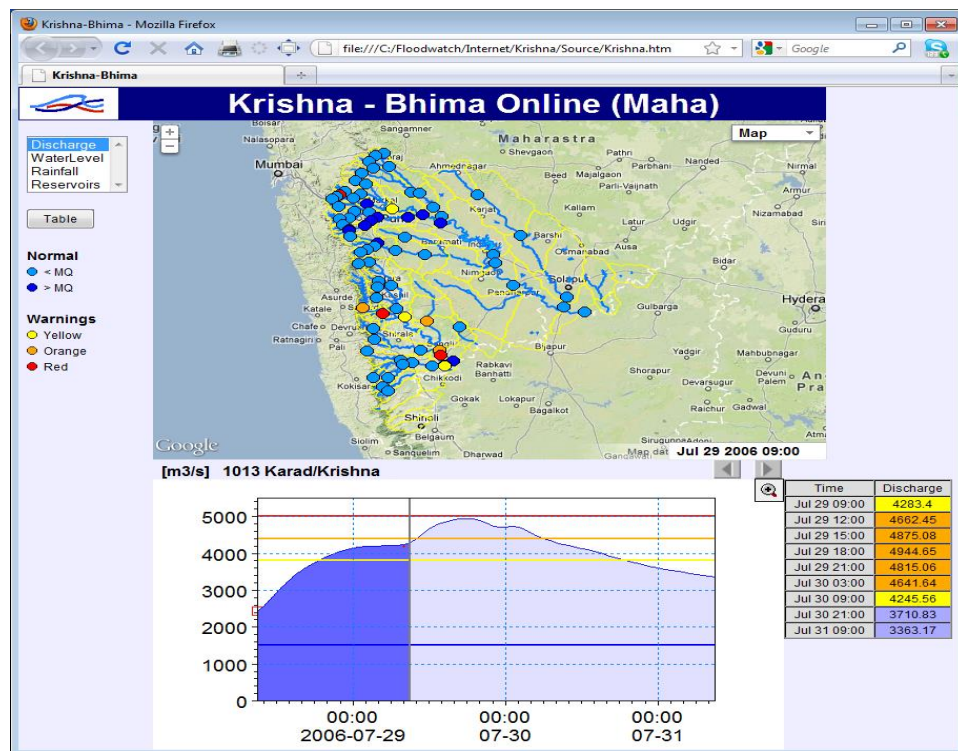 Krishna-Bhima - Mozilla Firefox
file:///C:/Floodwatch/Internet/Krishna/Source/Krishna.htm
Google
Krishna-Bhima
Krishna - Bhima Online (Maha)
Discharge
WaterLevel
Rainfall
Reservoirs
Table
Normal
< MQ
> MQ
Warnings
Yellow
Orange
Red
Map
Sangamner
Nalasopara
Maharastra
Shevgaon
Pathri
Mumbai
Ahmednagar
Parbhani
Nanded
Nirmal
Beed
Majalgaon
Parli-Vaijnath
Armur
Karjat
Kallam
Nizamabad
Latur
Udgir
Barshi
Osmanabad
Ausa
Bidar
Solapur
Asurde
Katale
Gulbarga
Hydera
Guduru
Ratnagiri
Pali
Bijapur
Yadgir
Mahbubnagar
Rabkavi
Banhatti
Shorapur
Devarsugur
Chikkodi
Gokak
Lokapur
Bagalkot
Raichur
Gadwal
Siolim
Belgaum
Sanquelim
Dharwad
Google
Jul 29 2006 09:00
[m3/s] 1013 Karad/Krishna
5000
4000
3000
2000
1000
0
00:00 00:00 00:00
2006-07-29 07-30 07-31
Time Discharge
Jul 29 09:00 4283.4
Jul 29 12:00 4662.45
Jul 29 15:00 4875.08
Jul 29 18:00 4944.65
Jul 29 21:00 4815.06
Jul 30 03:00 4641.64
Jul 30 09:00 4245.56
Jul 30 21:00 3710.83
Jul 31 09:00 3363.17